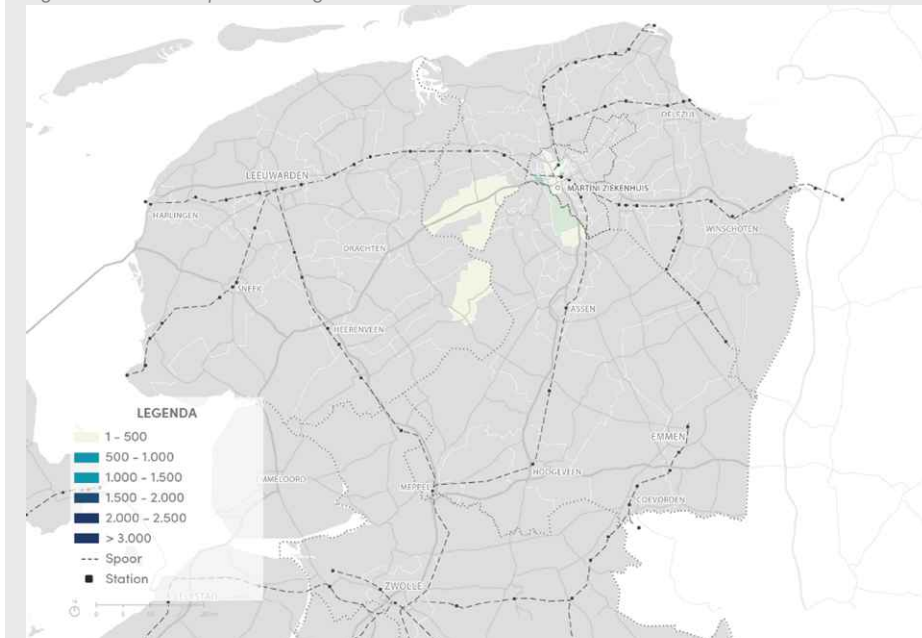 LEEUWARDEN
HARLINGEN
DRACHTEN
SNEEK
HEERENVEEN
DELFZIJL
MARTINI ZIEKENHUIS
WINSCHOTEN
ASSEN
EMMEN
HOOGEVEEN
MEPPEL
COEVORDEN
ZWOLLE
LEGENDA
1 - 500
500 - 1.000
1.000 - 1.500
1.500 - 2.000
2.000 - 2.500
> 3.000
Spoor
Station